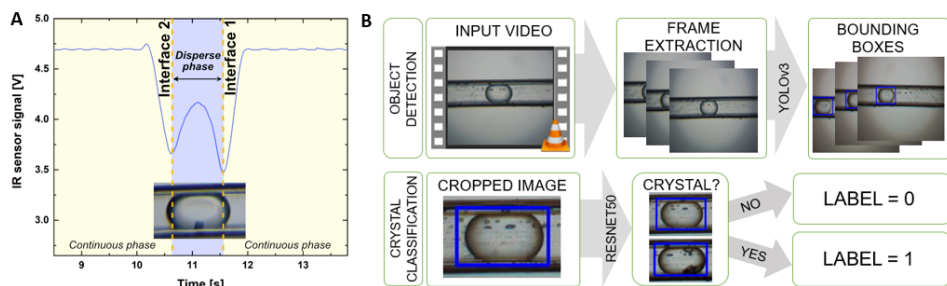 A
IR sensor signal [V]
5.0
4.5
4.0
3.5
3.0
Interface 2
Disperse
phase
Interface 1
Continuous phase
Continuous phase
9
10
11
12
13
Time [s]
B
OBJECT
DETECTION
INPUT VIDEO
FRAME
EXTRACTION
YOLOv3
BOUNDING
BOXES
CRYSTAL
CLASSIFICATION
CROPPED IMAGE
RESNET50
CRYSTAL?
NO
LABEL = 0
YES
LABEL = 1